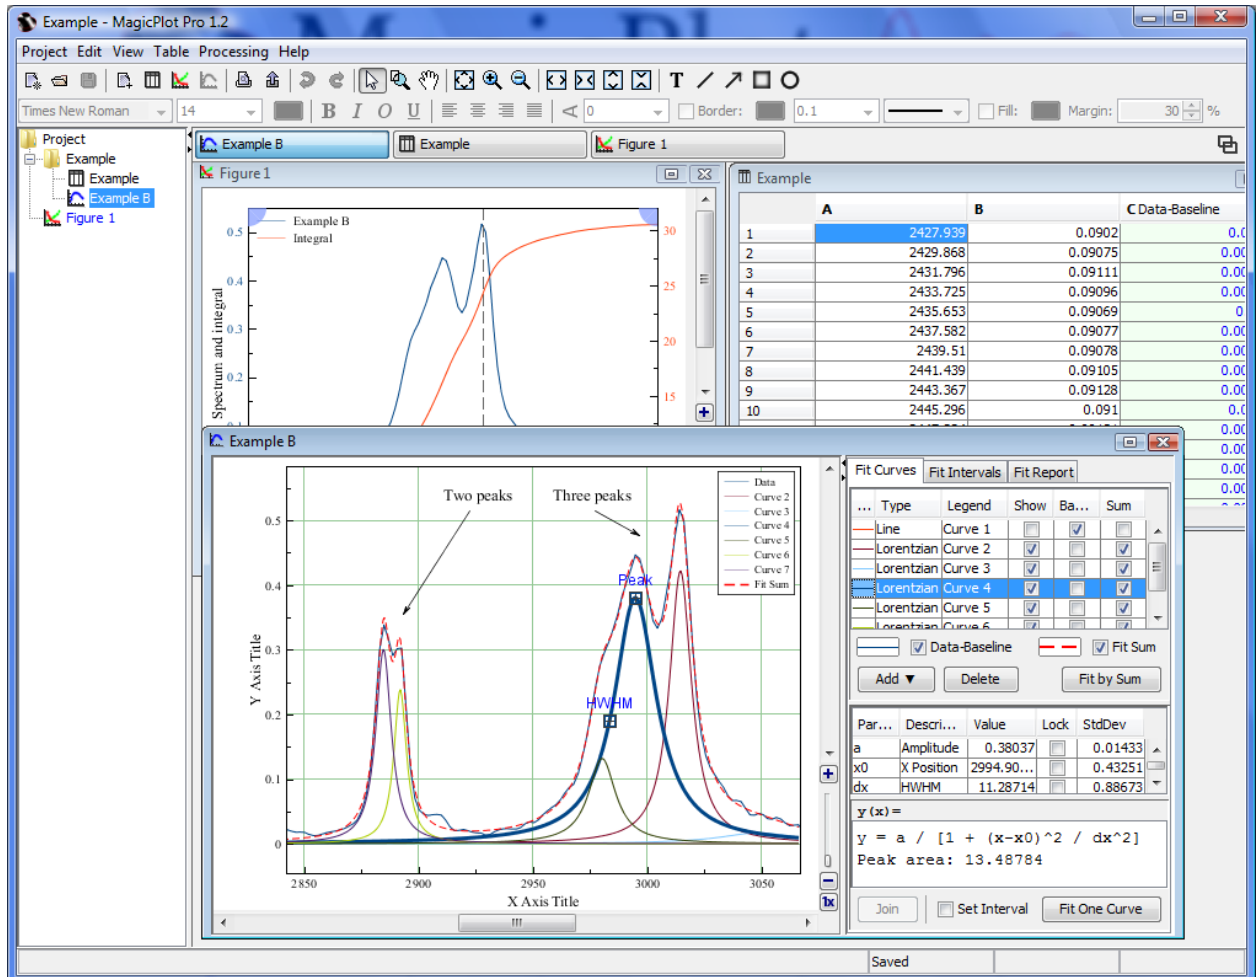 Example - MagicPlot Pro 1.2
Project Edit View Table Processing Help
T
Times New Roman 14 B I O U 0 Border: 0.1 Fill: Margin: 30 %
Project
Example
Example
Example B
Figure 1
Example B Example Figure 1
Figure 1
Example B
Integral
0.5
0.4
0.3
0.2
Spectrum and integral
30
25
20
15
Example
A B C Data-Baseline
1 2427.939 0.0902
2 2429.868 0.09075
3 2431.796 0.09111
4 2433.725 0.09096
5 2435.653 0.09069
6 2437.582 0.09077
7 2439.51 0.09078
8 2441.439 0.09105
9 2443.367 0.09128
10 2445.296 0.091
Example B
Two peaks Three peaks
Data
Curve 2
Curve 3
Curve 4
Curve 5
Curve 6
Curve 7
Fit Sum
Peak
HWHM
Y Axis Title
0.5
0.4
0.3
0.2
0.1
0
2850 2900 2950 3000 3050
X Axis Title
1x
Fit Curves Fit Intervals Fit Report
... Type Legend Show Ba... Sum
Line Curve 1
Lorentzian Curve 2
Lorentzian Curve 3
Lorentzian Curve 4
Lorentzian Curve 5
Lorentzian Curve 6
Data-Baseline Fit Sum
Add ▼ Delete Fit by Sum
Par... Descri... Value Lock StdDev
a Amplitude 0.38037 0.01433
x0 X Position 2994.90... 0.43251
dx HWHM 11.28714 0.88673
y(x)=
y = a / [1 + (x-x0)^2 / dx^2]
Peak area: 13.48784
Join Set Interval Fit One Curve
Saved